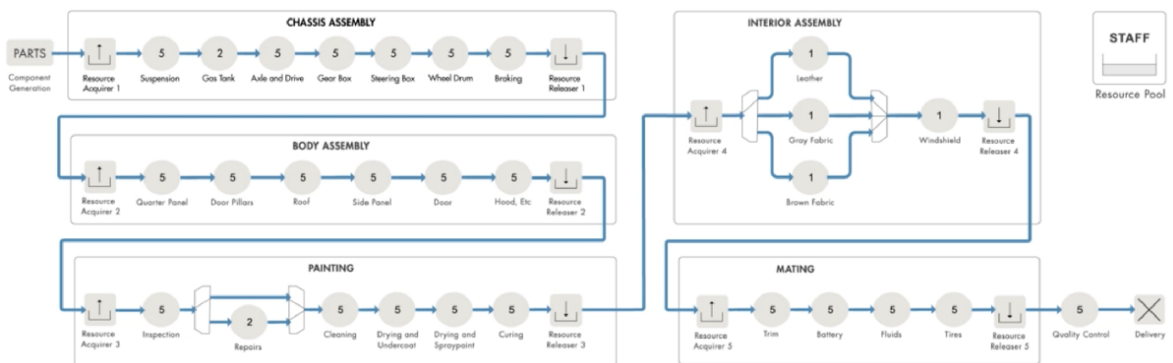 CHASSIS ASSEMBLY
PARTS
Component
Generation
Resource
Acquirer 1
5
Suspension
2
Gas Tank
5
Axle and Drive
5
Gear Box
5
Steering Box
5
Wheel Drum
5
Braking
Resource
Releaser 1
BODY ASSEMBLY
Resource
Acquirer 2
5
Quarter Panel
5
Door Pillars
5
Roof
5
Side Panel
5
Door
5
Hood, Etc
Resource
Releaser 2
PAINTING
Resource
Acquirer 3
5
Inspection
2
Repairs
5
Cleaning
5
Drying and
Undercoat
5
Drying and
Spraypaint
5
Curing
Resource
Releaser 3
INTERIOR ASSEMBLY
Resource
Acquirer 4
1
Leather
1
Gray Fabric
1
Brown Fabric
1
Windshield
Resource
Releaser 4
MATING
Resource
Acquirer 5
5
Trim
5
Battery
5
Fluids
5
Tires
Resource
Releaser 5
5
Quality Control
Delivery
STAFF
Resource Pool